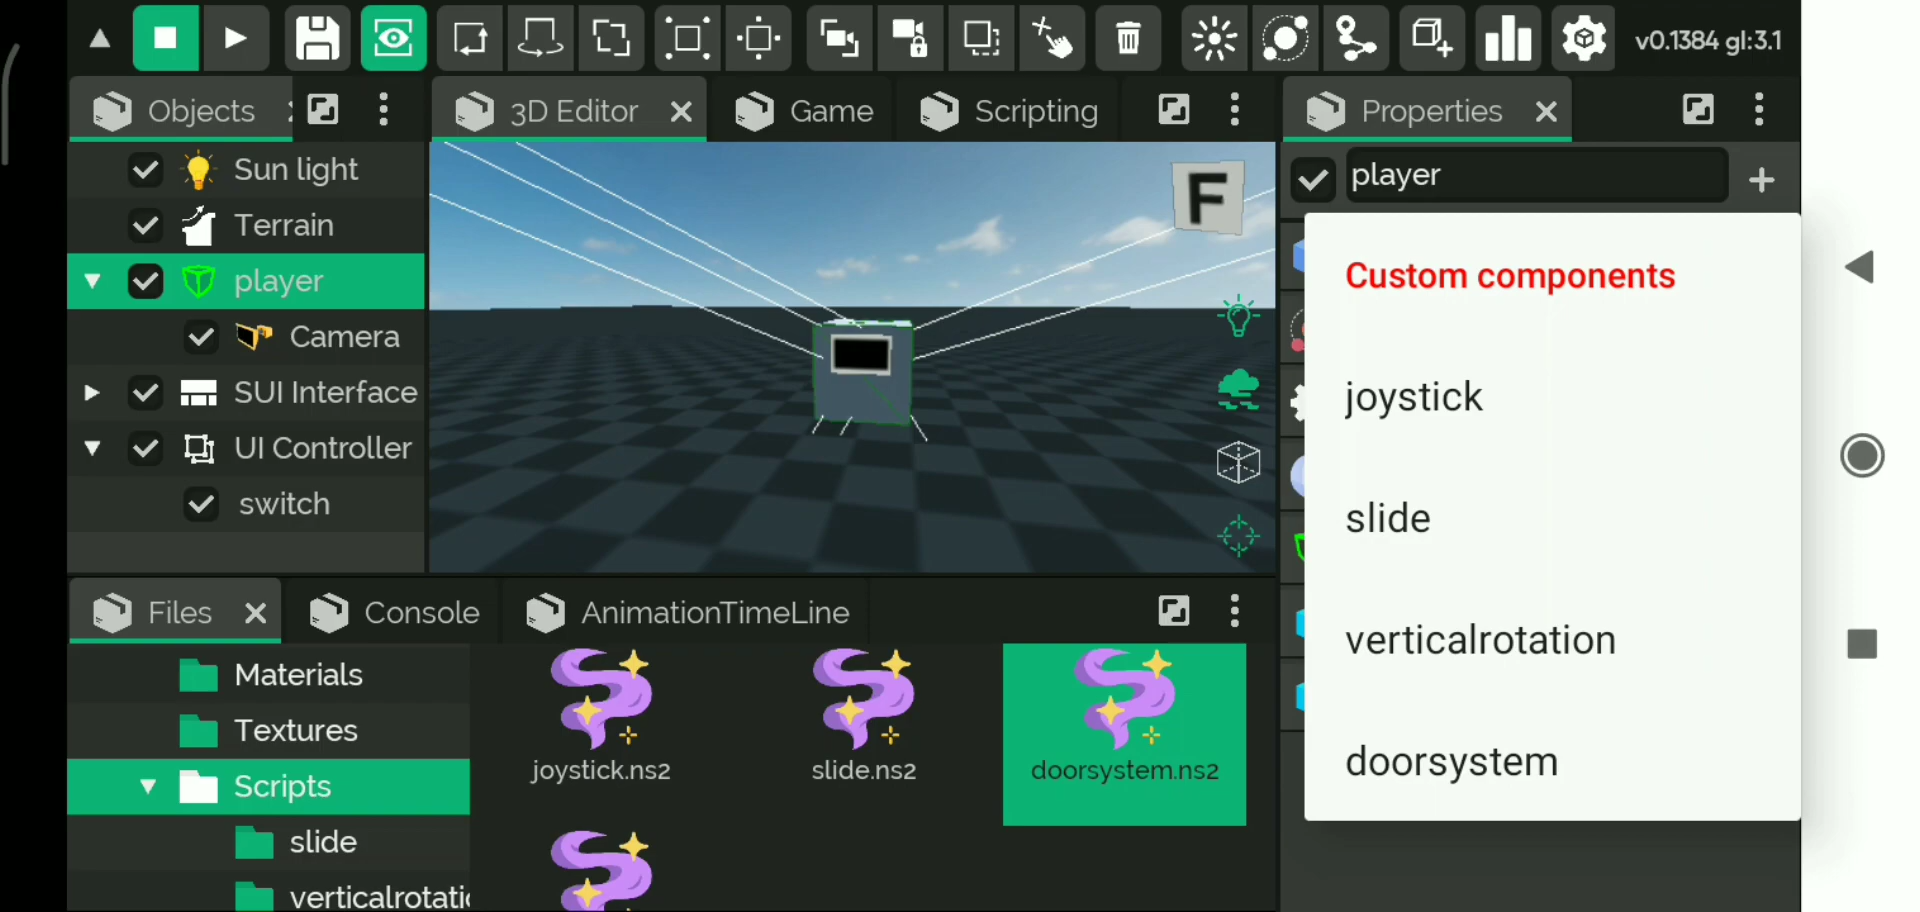 v0.1384 gl:3.1
Objects
3D Editor
Game
Scripting
Properties
Sun light
Terrain
player
Camera
SUI Interface
UI Controller
switch
F
player
Custom components
joystick
slide
verticalrotation
doorsystem
Files
Console
AnimationTimeLine
Materials
Textures
Scripts
slide
verticalrotatic
joystick.ns2
slide.ns2
doorsystem.ns2